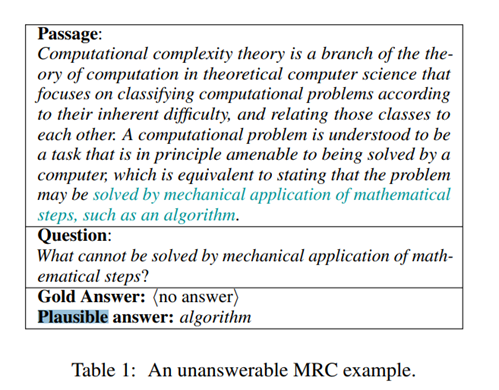 Passage:
Computational complexity theory is a branch of the the-
ory of computation in theoretical computer science that
focuses on classifying computational problems according
to their inherent difficulty, and relating those classes to
each other. A computational problem is understood to be
a task that is in principle amenable to being solved by a
computer, which is equivalent to stating that the problem
may be solved by mechanical application of mathematical
steps, such as an algorithm.
Question:
What cannot be solved by mechanical application of math-
ematical steps?
Gold Answer: ⟨no answer⟩
Plausible answer: algorithm
Table 1: An unanswerable MRC example.